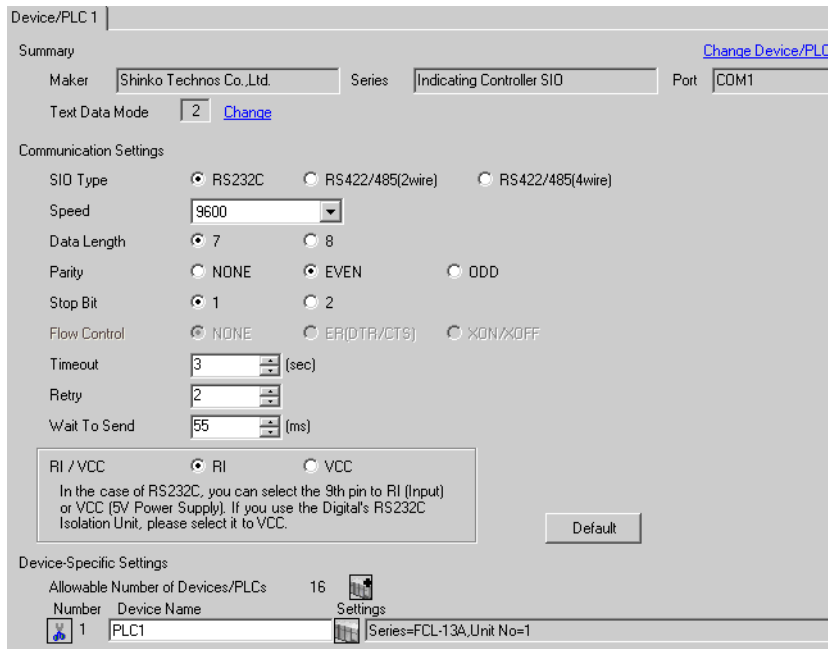 Device/PLC 1
Summary
Change Device/PLC
Maker Shinko Technos Co.,Ltd. Series Indicating Controller SIO Port COM1
Text Data Mode 2 Change
Communication Settings
SIO Type RS232C RS422/485(2wire) RS422/485(4wire)
Speed 9600
Data Length 7 8
Parity NONE EVEN ODD
Stop Bit 1 2
Flow Control NONE ER(DTR/CTS) XON/XOFF
Timeout 3 (sec)
Retry 2
Wait To Send 55 (ms)
RI / VCC RI VCC
In the case of RS232C, you can select the 9th pin to RI (Input)
or VCC (5V Power Supply). If you use the Digital's RS232C
Isolation Unit, please select it to VCC.
Default
Device-Specific Settings
Allowable Number of Devices/PLCs 16
Number Device Name Settings
1 PLC1 Series=FCL-13A,Unit No=1